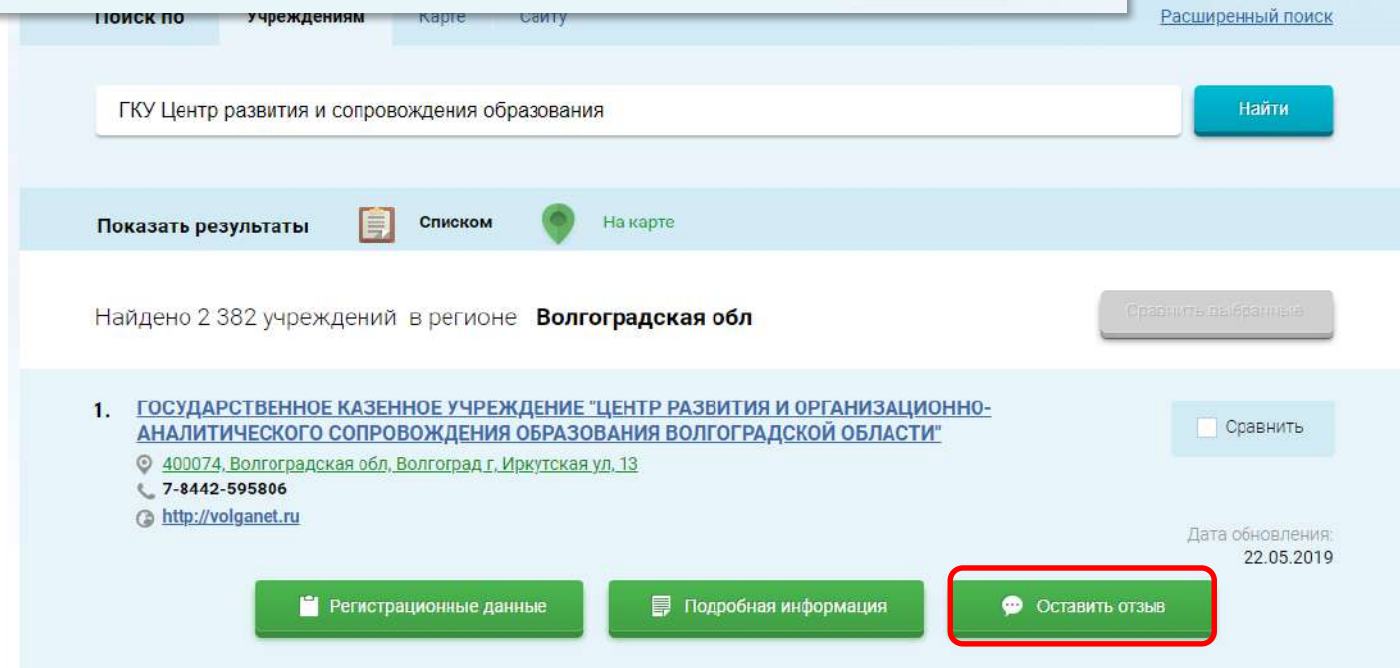 Поиск по Учреждениям Карте Сайту Расширенный поиск
ГКУ Центр развития и сопровождения образования Найти
Показать результаты Списком На карте
Найдено 2 382 учреждений в регионе Волгоградская обл Сравнить выбранные
1. ГОСУДАРСТВЕННОЕ КАЗЕННОЕ УЧРЕЖДЕНИЕ "ЦЕНТР РАЗВИТИЯ И ОРГАНИЗАЦИОННО-
АНАЛИТИЧЕСКОГО СОПРОВОЖДЕНИЯ ОБРАЗОВАНИЯ ВОЛГОГРАДСКОЙ ОБЛАСТИ"
Сравнить
400074, Волгоградская обл, Волгоград г, Иркутская ул, 13
7-8442-595806
http://volganet.ru
Дата обновления:
22.05.2019
Регистрационные данные Подробная информация Оставить отзыв